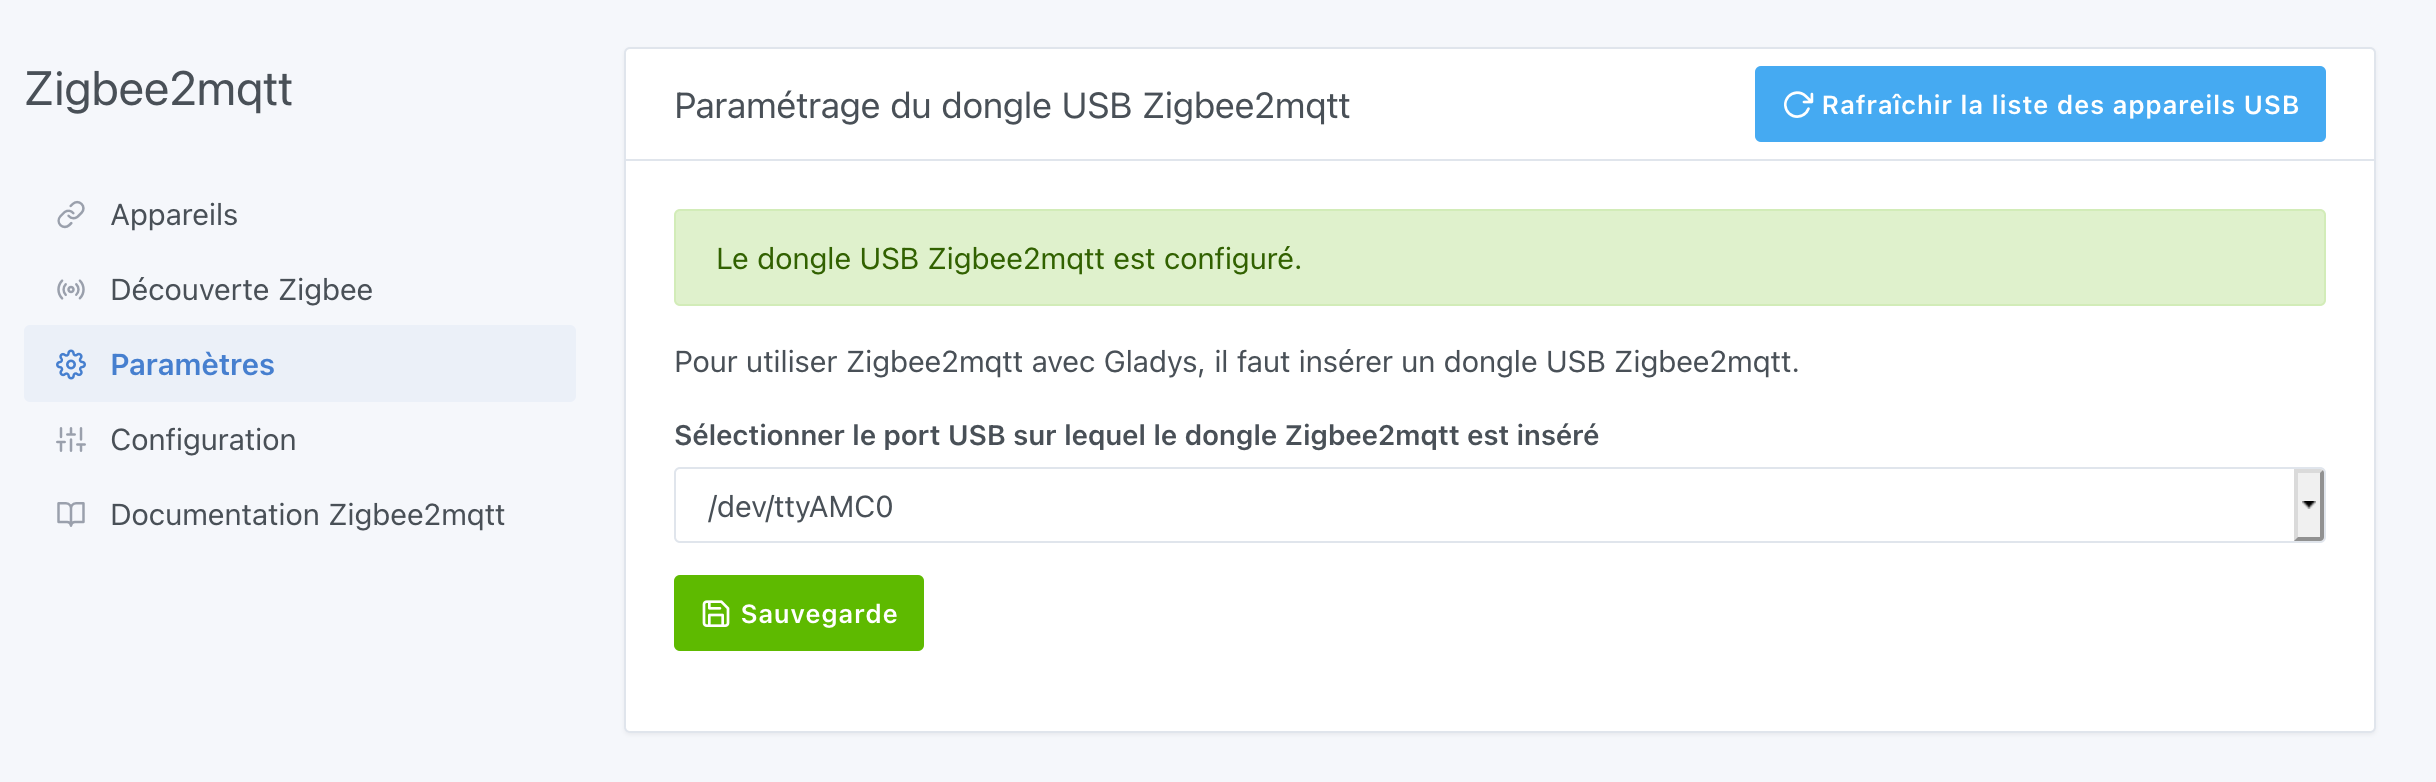 Zigbee2mqtt
Appareils
Découverte Zigbee
Paramètres
Configuration
Documentation Zigbee2mqtt
Paramétrage du dongle USB Zigbee2mqtt
Rafraîchir la liste des appareils USB
Le dongle USB Zigbee2mqtt est configuré.
Pour utiliser Zigbee2mqtt avec Gladys, il faut insérer un dongle USB Zigbee2mqtt.
Sélectionner le port USB sur lequel le dongle Zigbee2mqtt est inséré
/dev/ttyAMC0
Sauvegarde